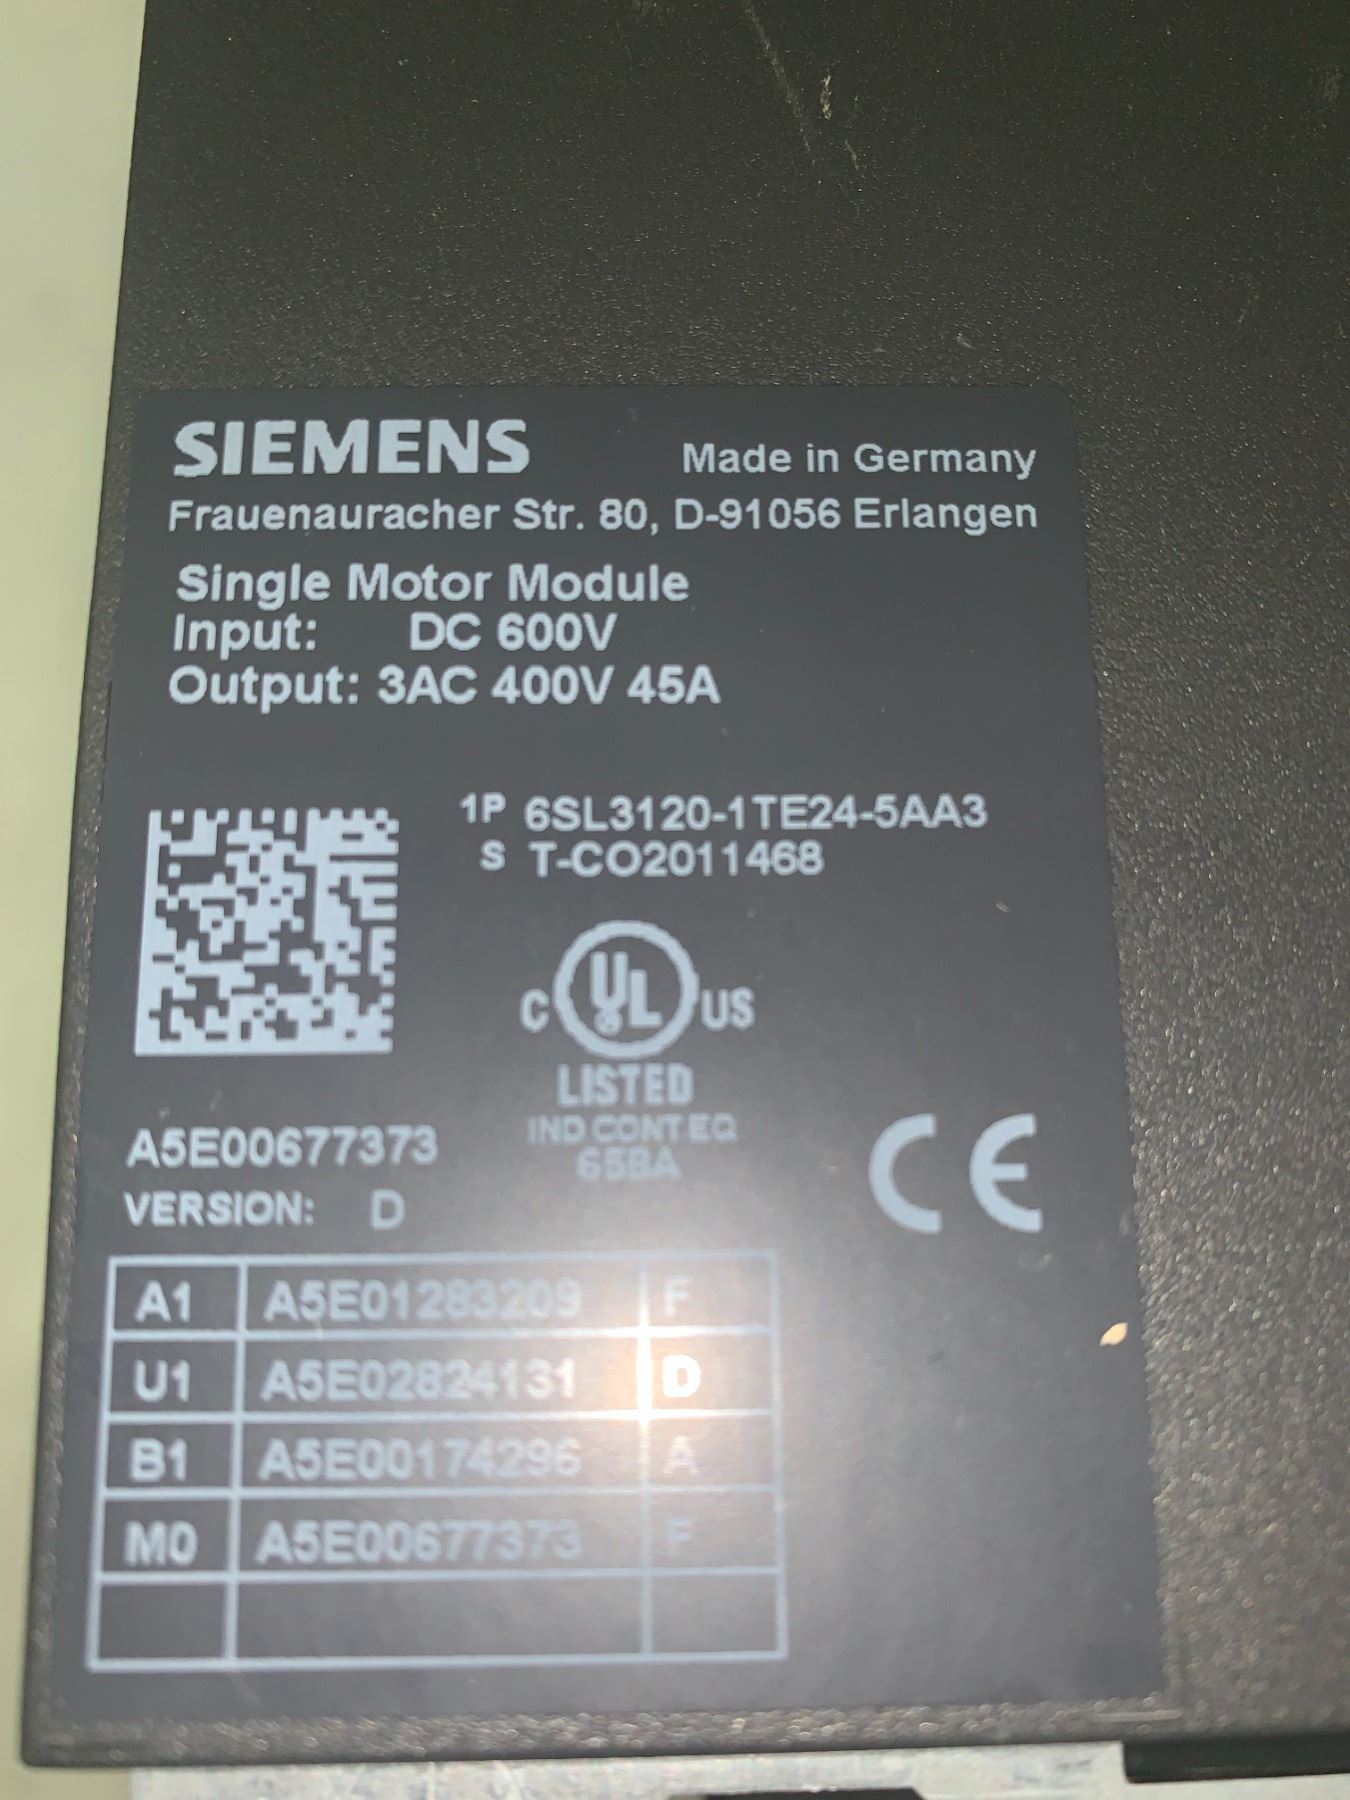 SIEMENS Made in Germany
Frauenauracher Str. 80, D-91056 Erlangen
Single Motor Module
Input: DC 600V
Output: 3AC 400V 45A
1P 6SL3120-1TE24-5AA3
S T-CO2011468
C UL US
LISTED
IND CONT EQ
65BA
A5E00677373
VERSION: D
CE
A1 A5E01283209 F
U1 A5E02824131 D
B1 A5E00174296 A
M0 A5E00677373 F